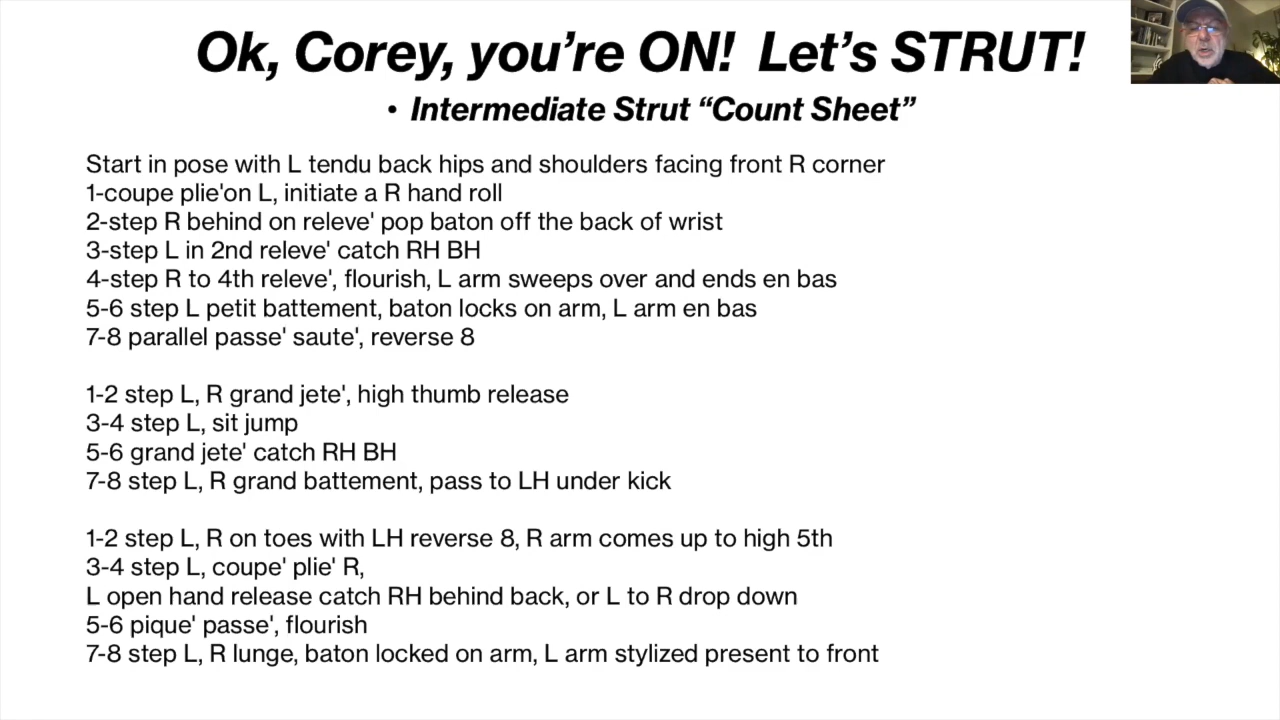 Ok, Corey, you're ON!  Let's STRUT!
• Intermediate Strut “Count Sheet”
Start in pose with L tendu back hips and shoulders facing front R corner
1-coupe plie'on L, initiate a R hand roll
2-step R behind on releve' pop baton off the back of wrist
3-step L in 2nd releve' catch RH BH
4-step R to 4th releve', flourish, L arm sweeps over and ends en bas
5-6 step L petit battement, baton locks on arm, L arm en bas
7-8 parallel passe' saute', reverse 8
1-2 step L, R grand jete', high thumb release
3-4 step L, sit jump
5-6 grand jete' catch RH BH
7-8 step L, R grand battement, pass to LH under kick
1-2 step L, R on toes with LH reverse 8, R arm comes up to high 5th
3-4 step L, coupe' plie' R,
L open hand release catch RH behind back, or L to R drop down
5-6 pique' passe', flourish
7-8 step L, R lunge, baton locked on arm, L arm stylized present to front